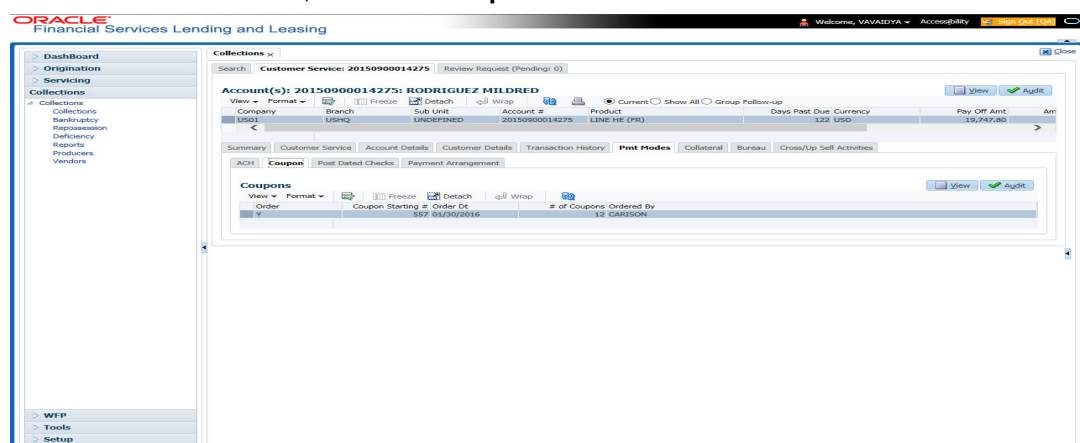 ORACLE
Financial Services Lending and Leasing
Welcome, VAVAIDYA Accessibility Sign Out [QA]
Close
DashBoard
Origination
Servicing
Collections
Collections
Collections
Bankruptcy
Repossession
Deficiency
Reports
Producers
Vendors
WFP
Tools
Setup
Collections ×
Search Customer Service: 20150900014275 Review Request (Pending: 0)
Account(s): 20150900014275: RODRIGUEZ MILDRED
View Audit
View Format Freeze Detach Wrap Current Show All Group Follow-up
Company Branch Sub Unit Account # Product Days Past Due Currency Pay Off Amt Am
US01 USHQ UNDEFINED 20150900014275 LINE HE (FR) 122 USD 19,747.80
Summary Customer Service Account Details Customer Details Transaction History Pmt Modes Collateral Bureau Cross/Up Sell Activities
ACH Coupon Post Dated Checks Payment Arrangement
Coupons
View Audit
View Format Freeze Detach Wrap
Order Coupon Starting # Order Dt # of Coupons Ordered By
Y 557 01/30/2016 12 CARISON